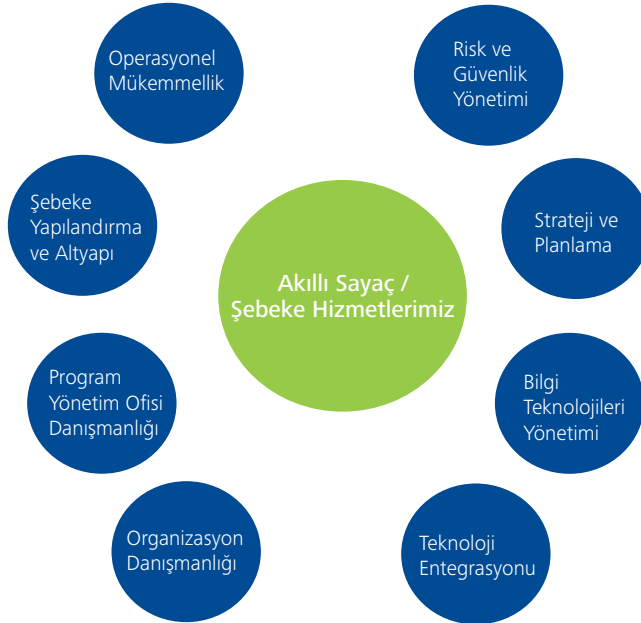 Operasyonel
Mükemmellik
Risk ve
Güvenlik
Yönetimi
Şebeke
Yapılandırma
ve Altyapı
Strateji ve
Planlama
Akıllı Sayaç /
Şebeke Hizmetlerimiz
Program
Yönetim Ofisi
Danışmanlığı
Bilgi
Teknolojileri
Yönetimi
Organizasyon
Danışmanlığı
Teknoloji
Entegrasyonu